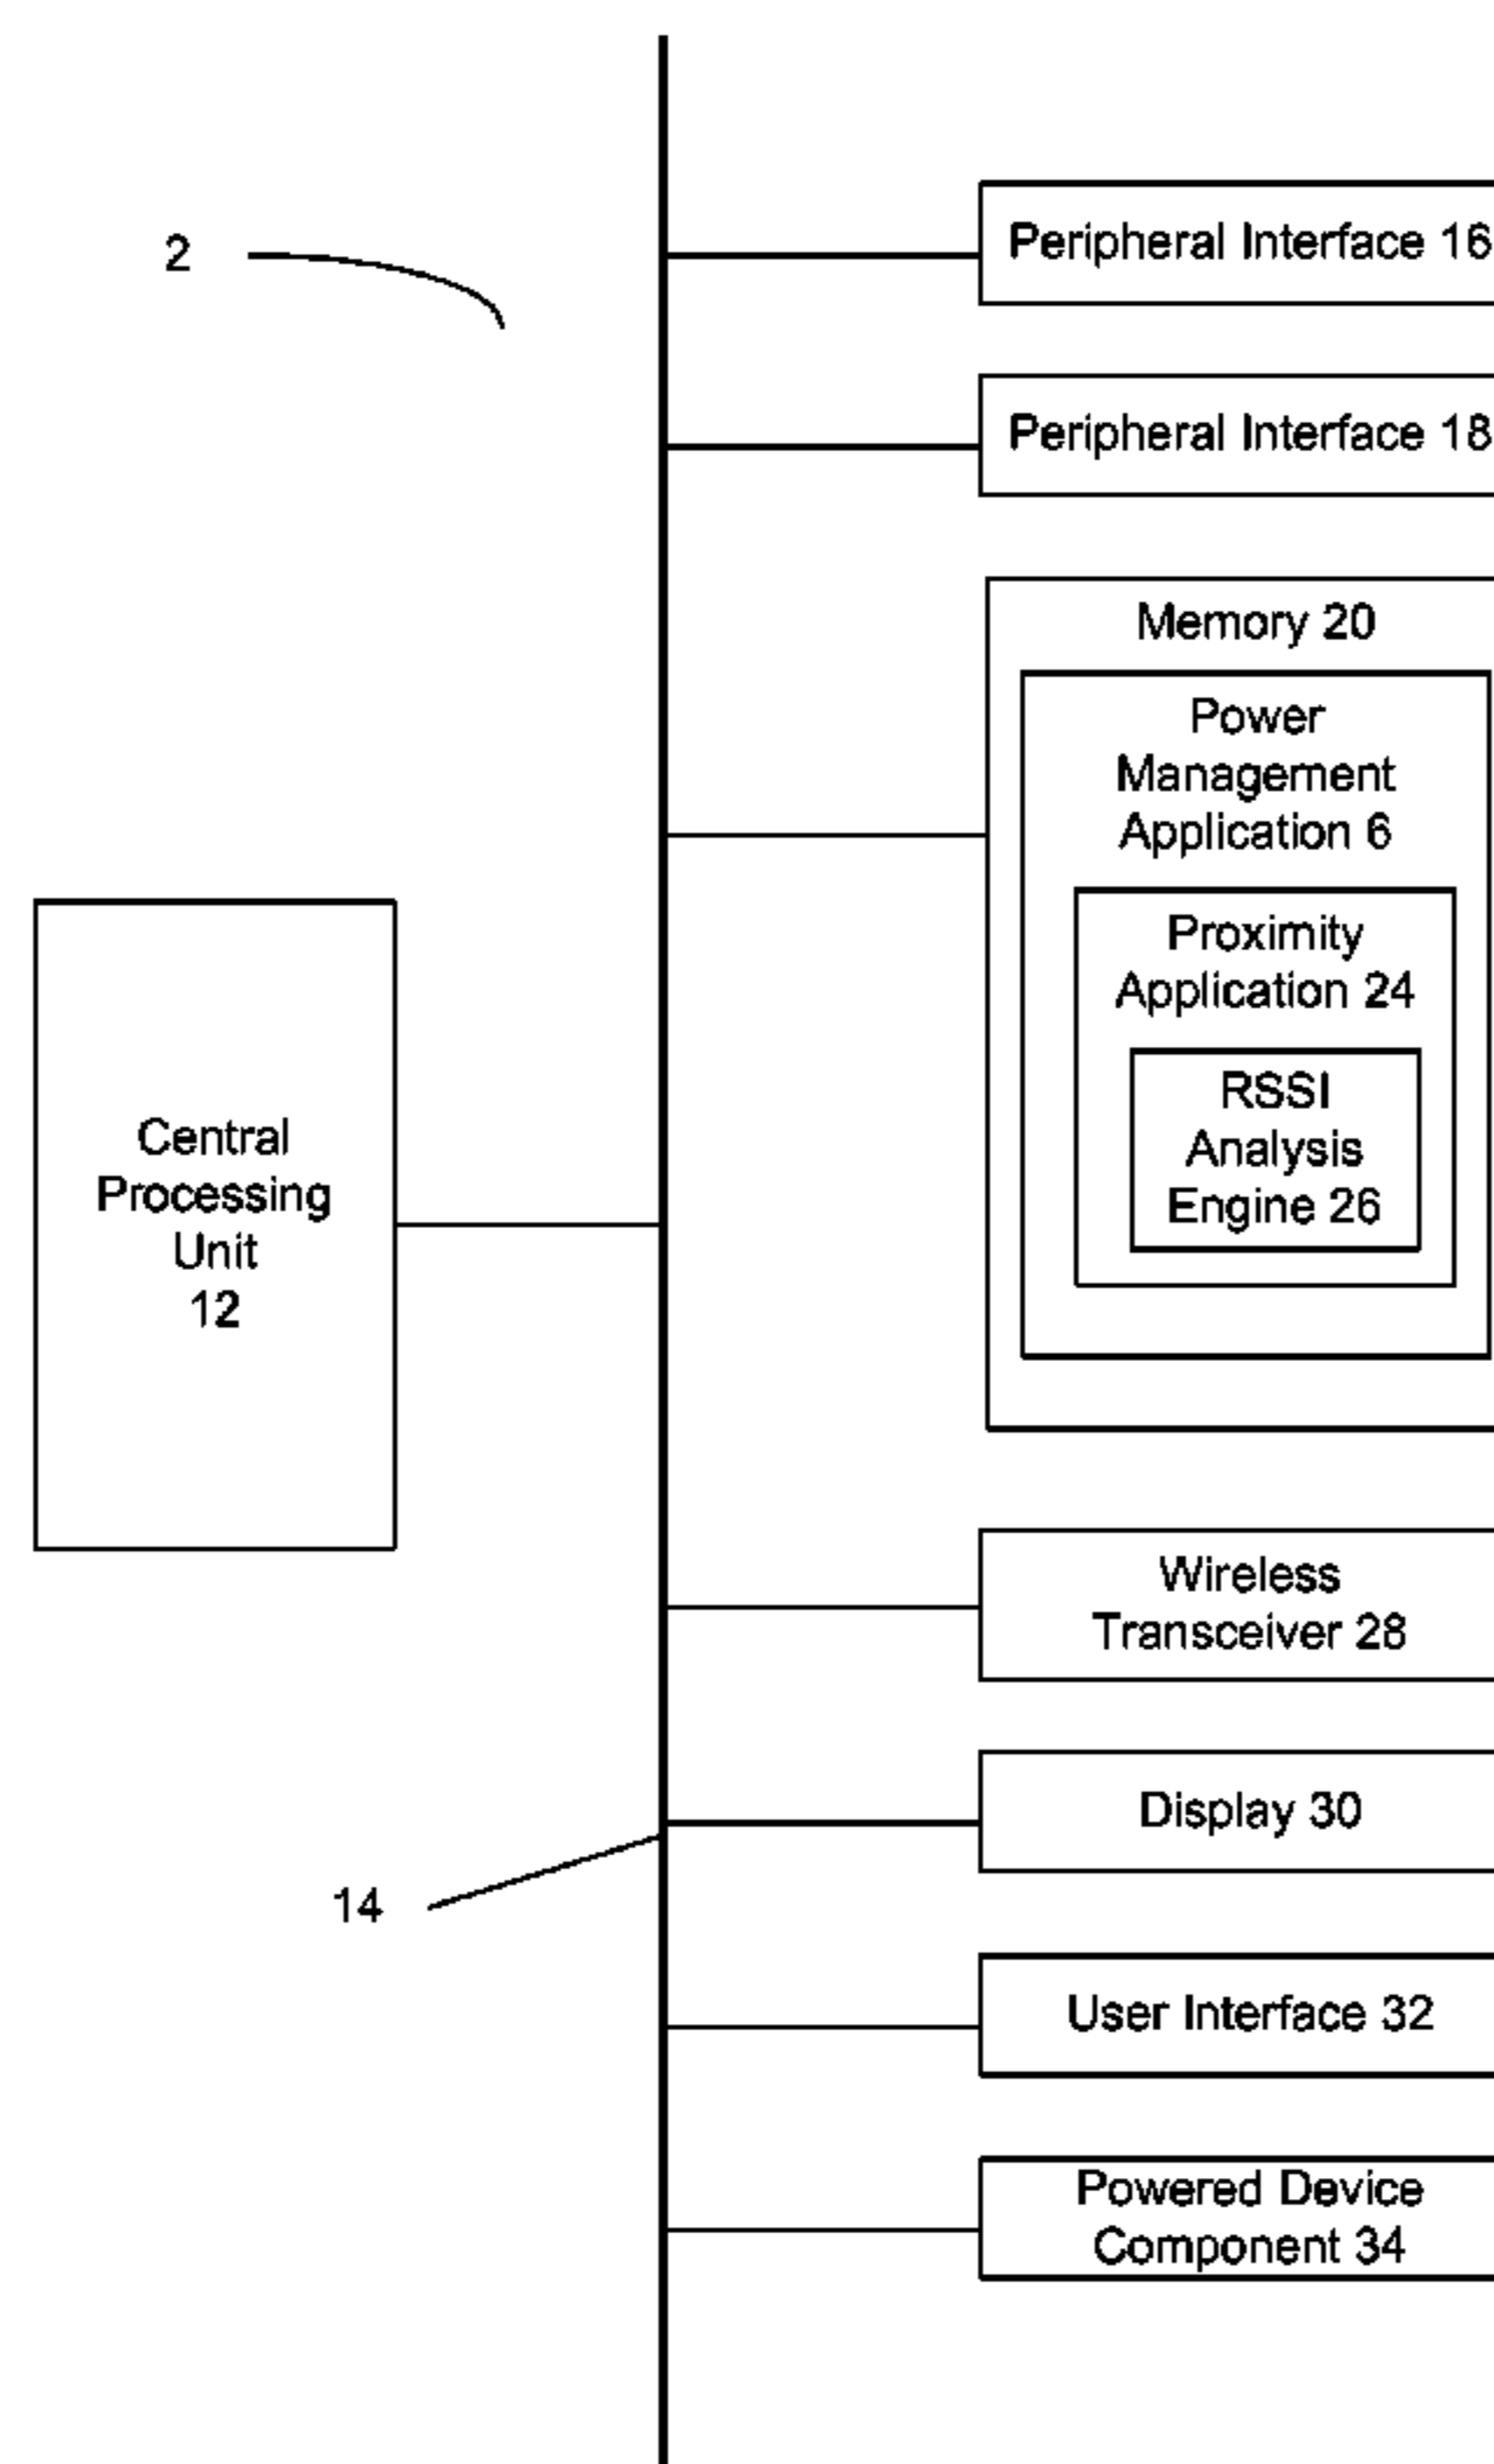 2
Peripheral Interface 16
Peripheral Interface 18
Memory 20
Power
Management
Application 6
Proximity
Application 24
RSSI
Analysis
Engine 26
Central
Processing
Unit
12
Wireless
Transceiver 28
Display 30
14
User Interface 32
Powered Device
Component 34